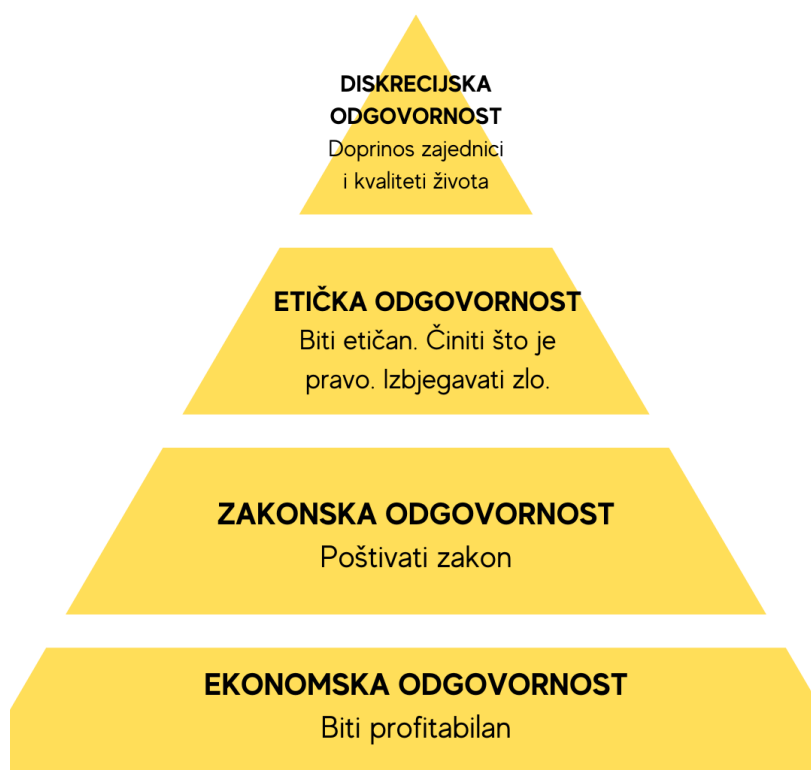 DISKRECIJSKA
ODGOVORNOST
Doprinos zajednici
i kvaliteti života
ETIČKA ODGOVORNOST
Biti etičan. Činiti što je
pravo. Izbjegavati zlo.
ZAKONSKA ODGOVORNOST
Poštivati zakon
EKONOMSKA ODGOVORNOST
Biti profitabilan